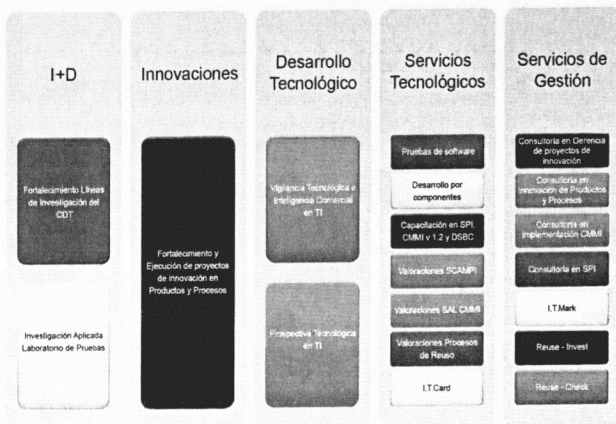 I+D
Fortalecimiento Líneas
de Investigación del
CDT
Investigación Aplicada
Laboratorio de Pruebas
Innovaciones
Fortalecimiento y
Ejecución de proyectos
de innovación en
Productos y Procesos
Desarrollo
Tecnológico
Vigilancia Tecnológica e
Inteligencia Comercial
en TI
Prospectiva Tecnológica
en TI
Servicios
Tecnológicos
Pruebas de software
Desarrollo por
componentes
Capacitación en SPI,
CMMI v 1.2 y DSBC
Valoraciones SCAMPI
Valoraciones SAL CMMI
Valoraciones Procesos
de Reuso
I.T.Card
Servicios de
Gestión
Consultoría en Gerencia
de proyectos de
innovación
Consultoría en
Innovación de Productos
y Procesos
Consultoría en
Implementación CMMI
Consultoría en SPI
I.T.Mark
Reuse - Invest
Reuse - Check